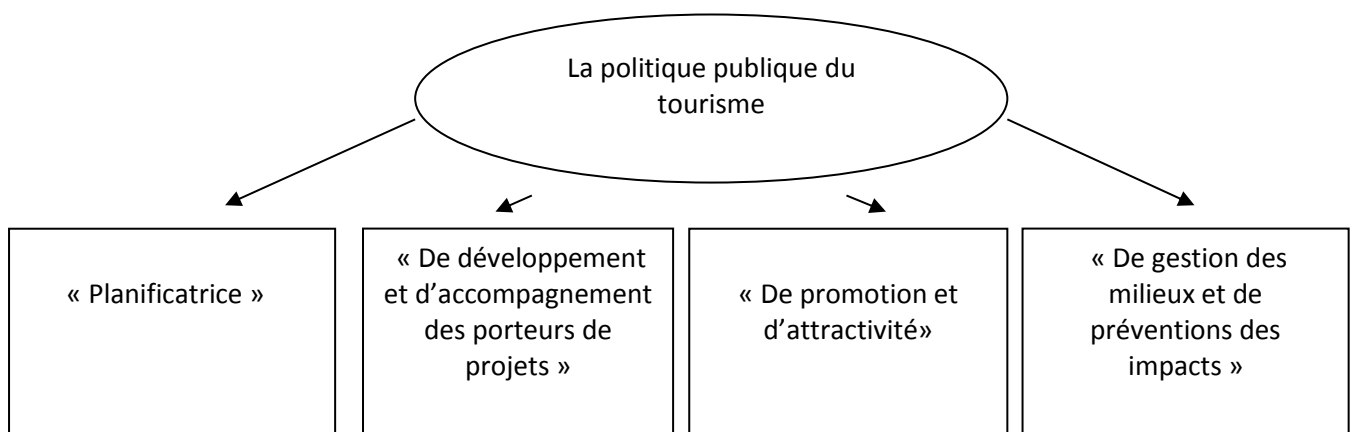 La politique publique du
tourisme
« Planificatrice »
« De développement
et d’accompagnement
des porteurs de
projets »
« De promotion et
d’attractivité»
« De gestion des
milieux et de
préventions des
impacts »